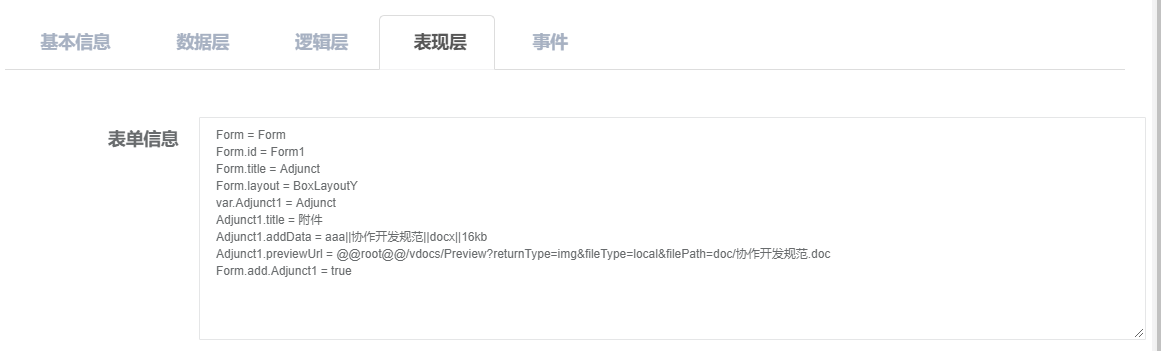 基本信息 数据层 逻辑层 表现层 事件
表单信息
Form = Form
Form.id = Form1
Form.title = Adjunct
Form.layout = BoxLayoutY
var.Adjunct1 = Adjunct
Adjunct1.title = 附件
Adjunct1.addData = aaa||协作开发规范||docx||16kb
Adjunct1.previewUrl = @@root@@/vdocs/Preview?returnType=img&fileType=local&filePath=doc/协作开发规范.doc
Form.add.Adjunct1 = true